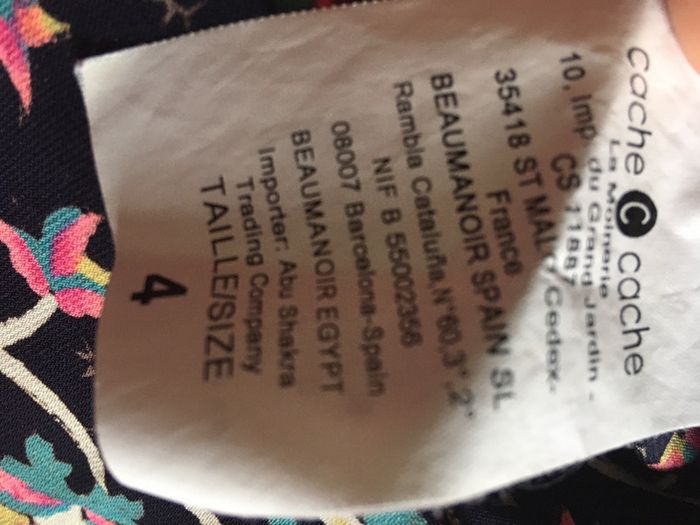 cache C cache
La Moinerie
10, Imp. du Grand Jardin -
CS 11887
35418 ST MALO Cedex-
France
BEAUMANOIR SPAIN SL
Rambla Cataluña,N°60,3°,2°
NIF B 55002356
08007 Barcelona-Spain
BEAUMANOIR EGYPT
Importer: Abu Shakra
Trading Company
TAILLE/SIZE
4